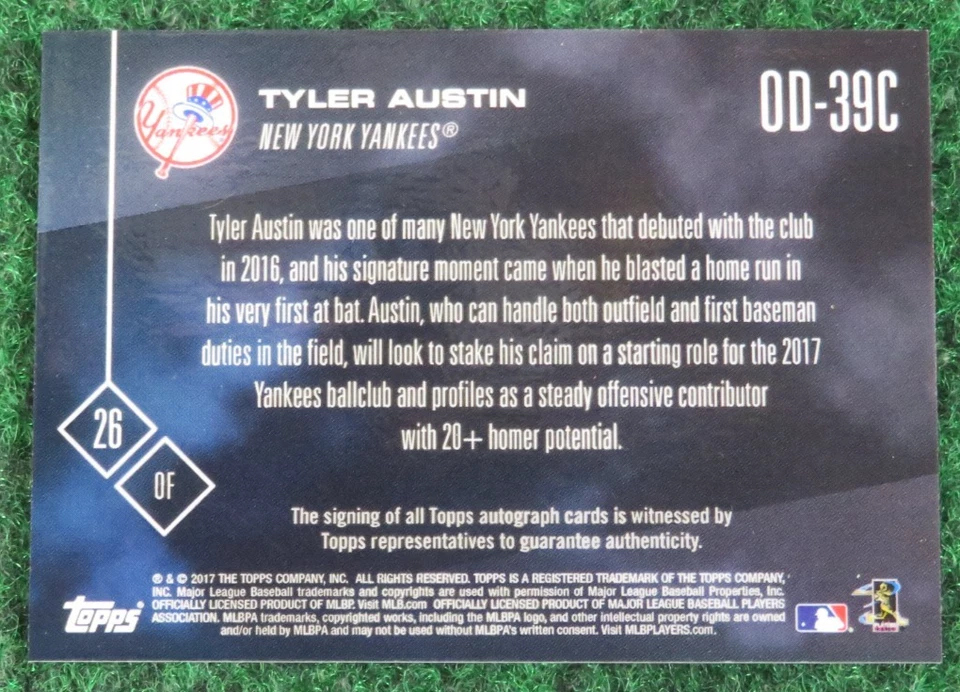 Yankees
TYLER AUSTIN
NEW YORK YANKEES®
OD-39C
Tyler Austin was one of many New York Yankees that debuted with the club
in 2016, and his signature moment came when he blasted a home run in
his very first at bat. Austin, who can handle both outfield and first baseman
duties in the field, will look to stake his claim on a starting role for the 2017
Yankees ballclub and profiles as a steady offensive contributor
with 20+ homer potential.
26
OF
The signing of all Topps autograph cards is witnessed by
Topps representatives to guarantee authenticity.
® & © 2017 THE TOPPS COMPANY, INC. ALL RIGHTS RESERVED. TOPPS IS A REGISTERED TRADEMARK OF THE TOPPS COMPANY,
INC. Major League Baseball trademarks and copyrights are used with permission of Major League Baseball Properties, Inc.
OFFICIALLY LICENSED PRODUCT OF MLBP. Visit MLB.com OFFICIALLY LICENSED PRODUCT OF MAJOR LEAGUE BASEBALL PLAYERS
ASSOCIATION. MLBPA trademarks, copyrighted works, including the MLBPA logo, and other intellectual property rights are owned
and/or held by MLBPA and may not be used without MLBPA's written consent. Visit MLBPLAYERS.com.
topps